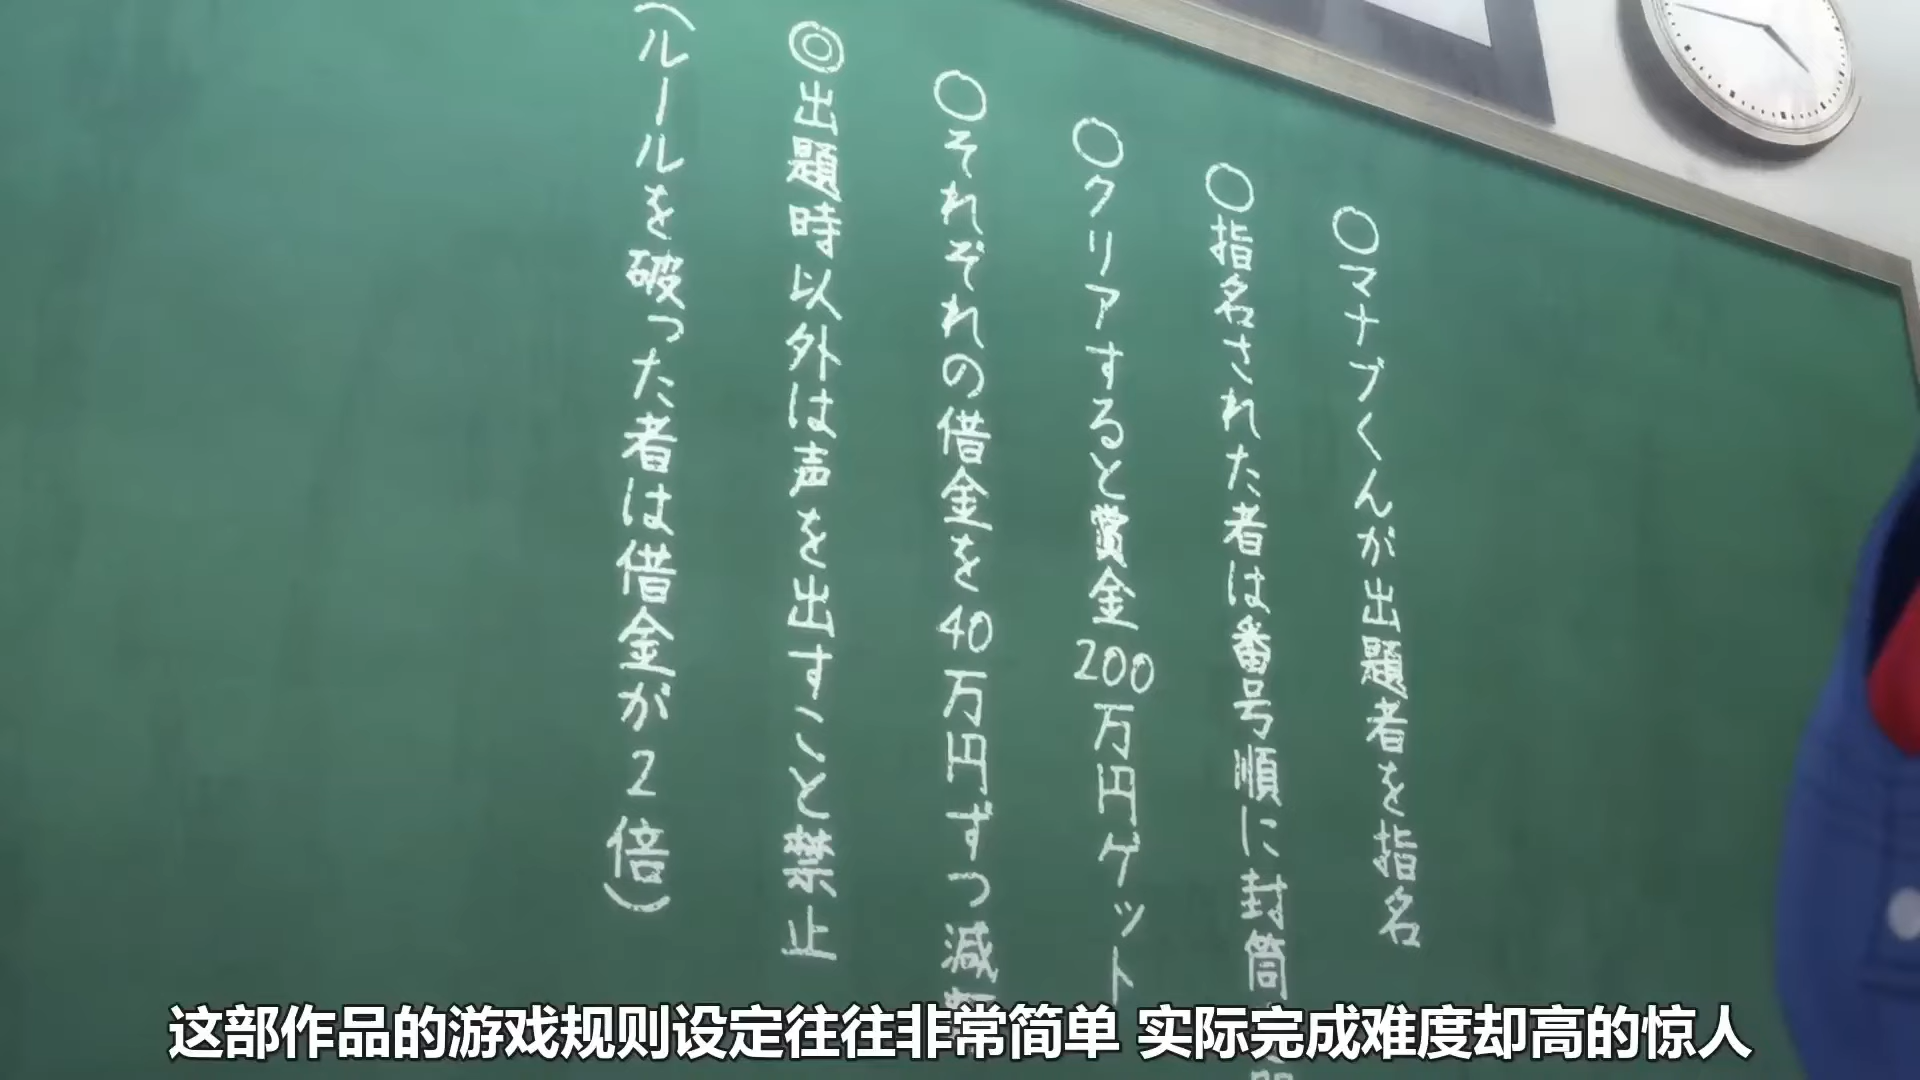 ○マナブくんが出題者を指名
○指名された者は番号順に封筒
○クリアすると賞金200万円ゲット
○それぞれの借金を40万円ずつ減
◎出題時以外は声を出すこと禁止
(ルールを破った者は借金が2倍)
这部作品的游戏规则设定往往非常简单 实际完成难度却高的惊人